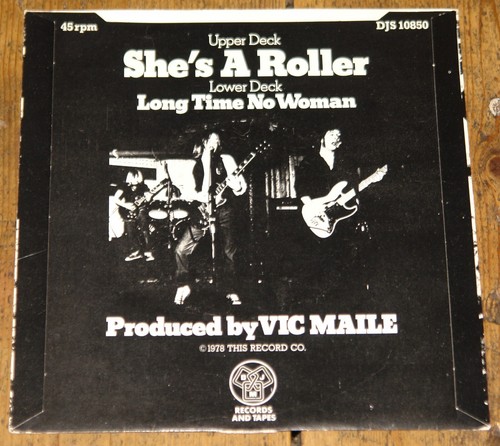 45 rpm
DJS 10850
Upper Deck
She's A Roller
Lower Deck
Long Time No Woman
Produced by VIC MAILE
© 1978 THIS RECORD CO.
RECORDS
AND TAPES